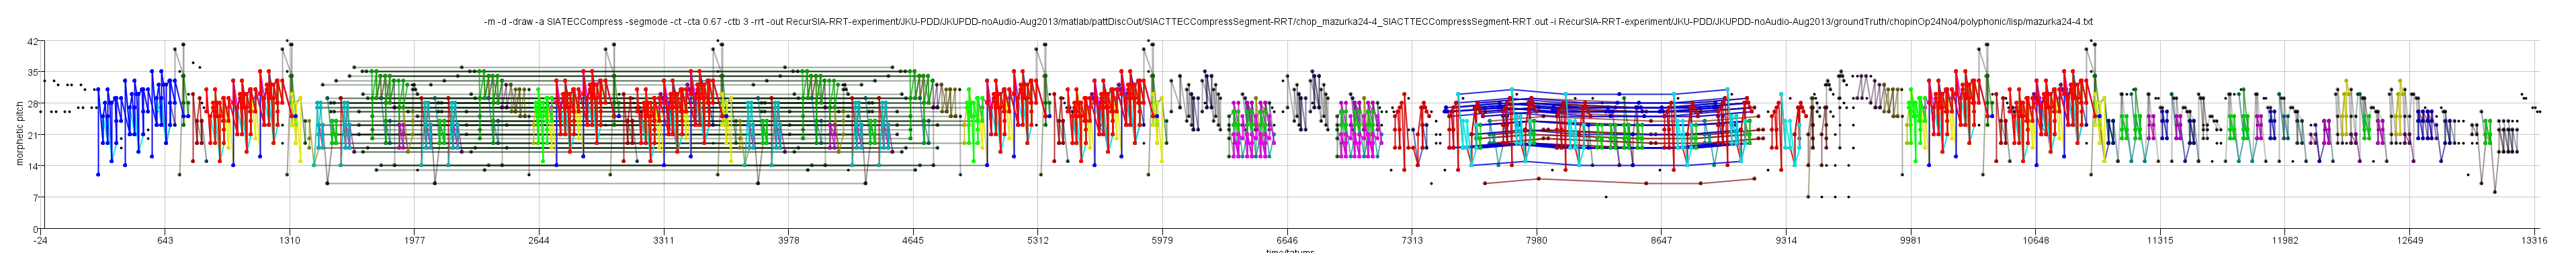 -m -d -draw -a SIATECCompress -segmode -ct -cta 0.67 -ctb 3 -rrt -out RecurSIA-RRT-experiment/JKU-PDD/JKUPDD-noAudio-Aug2013/matlab/pattDiscOut/SIACTTECCompressSegment-RRT/chop_mazurka24-4_SIACTTECCompressSegment-RRT.out -i RecurSIA-RRT-experiment/JKU-PDD/JKUPDD-noAudio-Aug2013/groundTruth/chopinOp24No4/polyphonic/lisp/mazurka24-4.txt
42
35
28
21
14
7
0
morphetic pitch
-24 643 1310 1977 2644 3311 3978 4645 5312 5979 6646 7313 7980 8647 9314 9981 10648 11315 11982 12649 13316
time/tatums